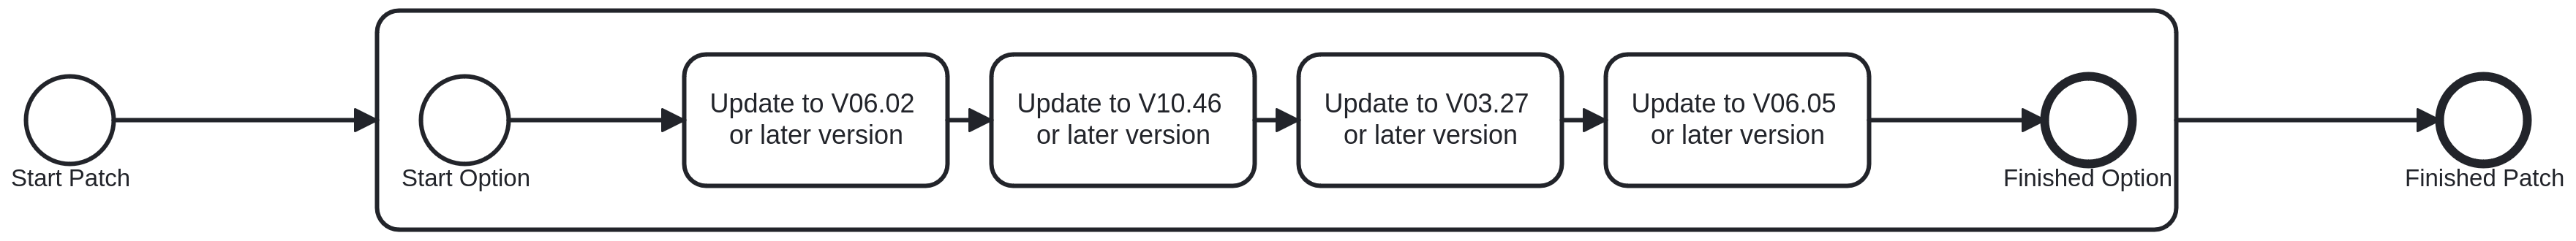 Start Patch
Start Option
Update to V06.02
or later version
Update to V10.46
or later version
Update to V03.27
or later version
Update to V06.05
or later version
Finished Option
Finished Patch